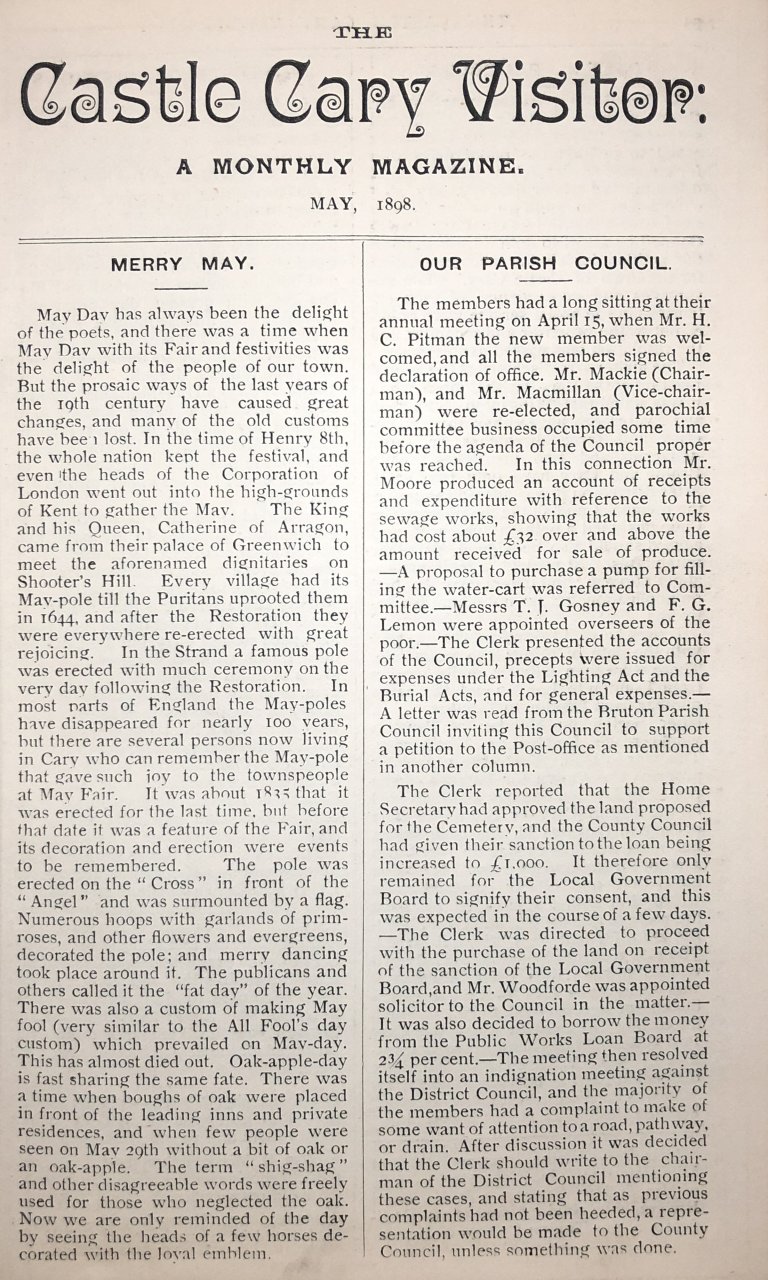 THE
Castle Cary Visitor:
A MONTHLY MAGAZINE.
MAY, 1898.
MERRY MAY.
May Day has always been the delight
of the poets, and there was a time when
May Day with its Fair and festivities was
the delight of the people of our town.
But the prosaic ways of the last years of
the 19th century have caused great
changes, and many of the old customs
have bee 1 lost. In the time of Henry 8th,
the whole nation kept the festival, and
even the heads of the Corporation of
London went out into the high-grounds
of Kent to gather the May. The King
and his Queen, Catherine of Arragon,
came from their palace of Greenwich to
meet the aforenamed dignitaries on
Shooter's Hill. Every village had its
May-pole till the Puritans uprooted them
in 1644, and after the Restoration they
were everywhere re-erected with great
rejoicing. In the Strand a famous pole
was erected with much ceremony on the
very day following the Restoration. In
most parts of England the May-poles
have disappeared for nearly 100 years,
but there are several persons now living
in Cary who can remember the May-pole
that gave such joy to the townspeople
at May Fair. It was about 1835 that it
was erected for the last time, but before
that date it was a feature of the Fair, and
its decoration and erection were events
to be remembered. The pole was
erected on the "Cross" in front of the
"Angel" and was surmounted by a flag.
Numerous hoops with garlands of prim-
roses, and other flowers and evergreens,
decorated the pole; and merry dancing
took place around it. The publicans and
others called it the "fat day" of the year.
There was also a custom of making May
fool (very similar to the All Fool's day
custom) which prevailed on May-day.
This has almost died out. Oak-apple-day
is fast sharing the same fate. There was
a time when boughs of oak were placed
in front of the leading inns and private
residences, and when few people were
seen on May 29th without a bit of oak or
an oak-apple. The term "shig-shag"
and other disagreeable words were freely
used for those who neglected the oak.
Now we are only reminded of the day
by seeing the heads of a few horses de-
corated with the loyal emblem.
OUR PARISH COUNCIL.
The members had a long sitting at their
annual meeting on April 15, when Mr. H.
C. Pitman the new member was wel-
comed, and all the members signed the
declaration of office. Mr. Mackie (Chair-
man), and Mr. Macmillan (Vice-chair-
man) were re-elected, and parochial
committee business occupied some time
before the agenda of the Council proper
was reached. In this connection Mr.
Moore produced an account of receipts
and expenditure with reference to the
sewage works, showing that the works
had cost about £32 over and above the
amount received for sale of produce.
—A proposal to purchase a pump for fill-
ing the water-cart was referred to Com-
mittee.—Messrs T. J. Gosney and F. G.
Lemon were appointed overseers of the
poor.—The Clerk presented the accounts
of the Council, precepts were issued for
expenses under the Lighting Act and the
Burial Acts, and for general expenses.—
A letter was read from the Bruton Parish
Council inviting this Council to support
a petition to the Post-office as mentioned
in another column.
The Clerk reported that the Home
Secretary had approved the land proposed
for the Cemetery, and the County Council
had given their sanction to the loan being
increased to £1,000. It therefore only
remained for the Local Government
Board to signify their consent, and this
was expected in the course of a few days.
—The Clerk was directed to proceed
with the purchase of the land on receipt
of the sanction of the Local Government
Board, and Mr. Woodforde was appointed
solicitor to the Council in the matter.—
It was also decided to borrow the money
from the Public Works Loan Board at
2¾ per cent.—The meeting then resolved
itself into an indignation meeting against
the District Council, and the majority of
the members had a complaint to make of
some want of attention to a road, pathway,
or drain. After discussion it was decided
that the Clerk should write to the chair-
man of the District Council mentioning
these cases, and stating that as previous
complaints had not been heeded, a repre-
sentation would be made to the County
Council, unless something was done.